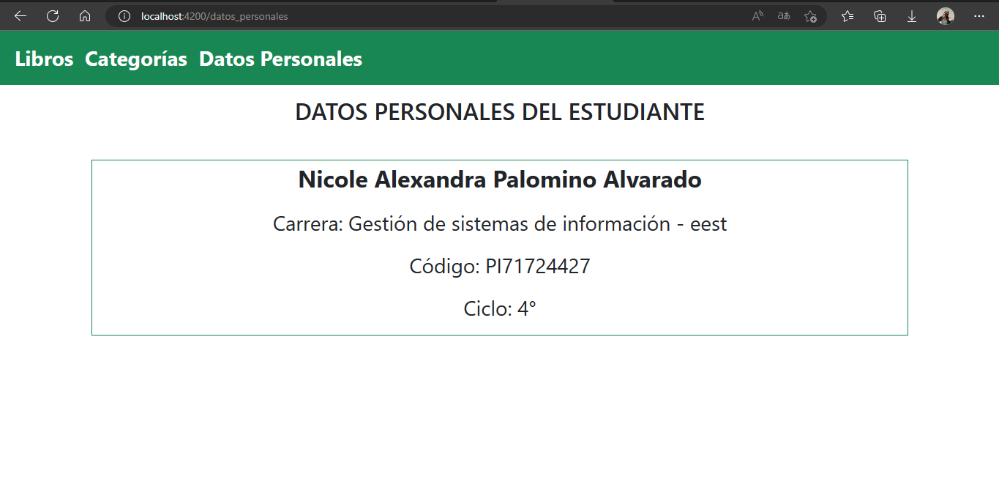 localhost:4200/datos_personales
Libros Categorías Datos Personales
DATOS PERSONALES DEL ESTUDIANTE
Nicole Alexandra Palomino Alvarado
Carrera: Gestión de sistemas de información - eest
Código: PI71724427
Ciclo: 4°